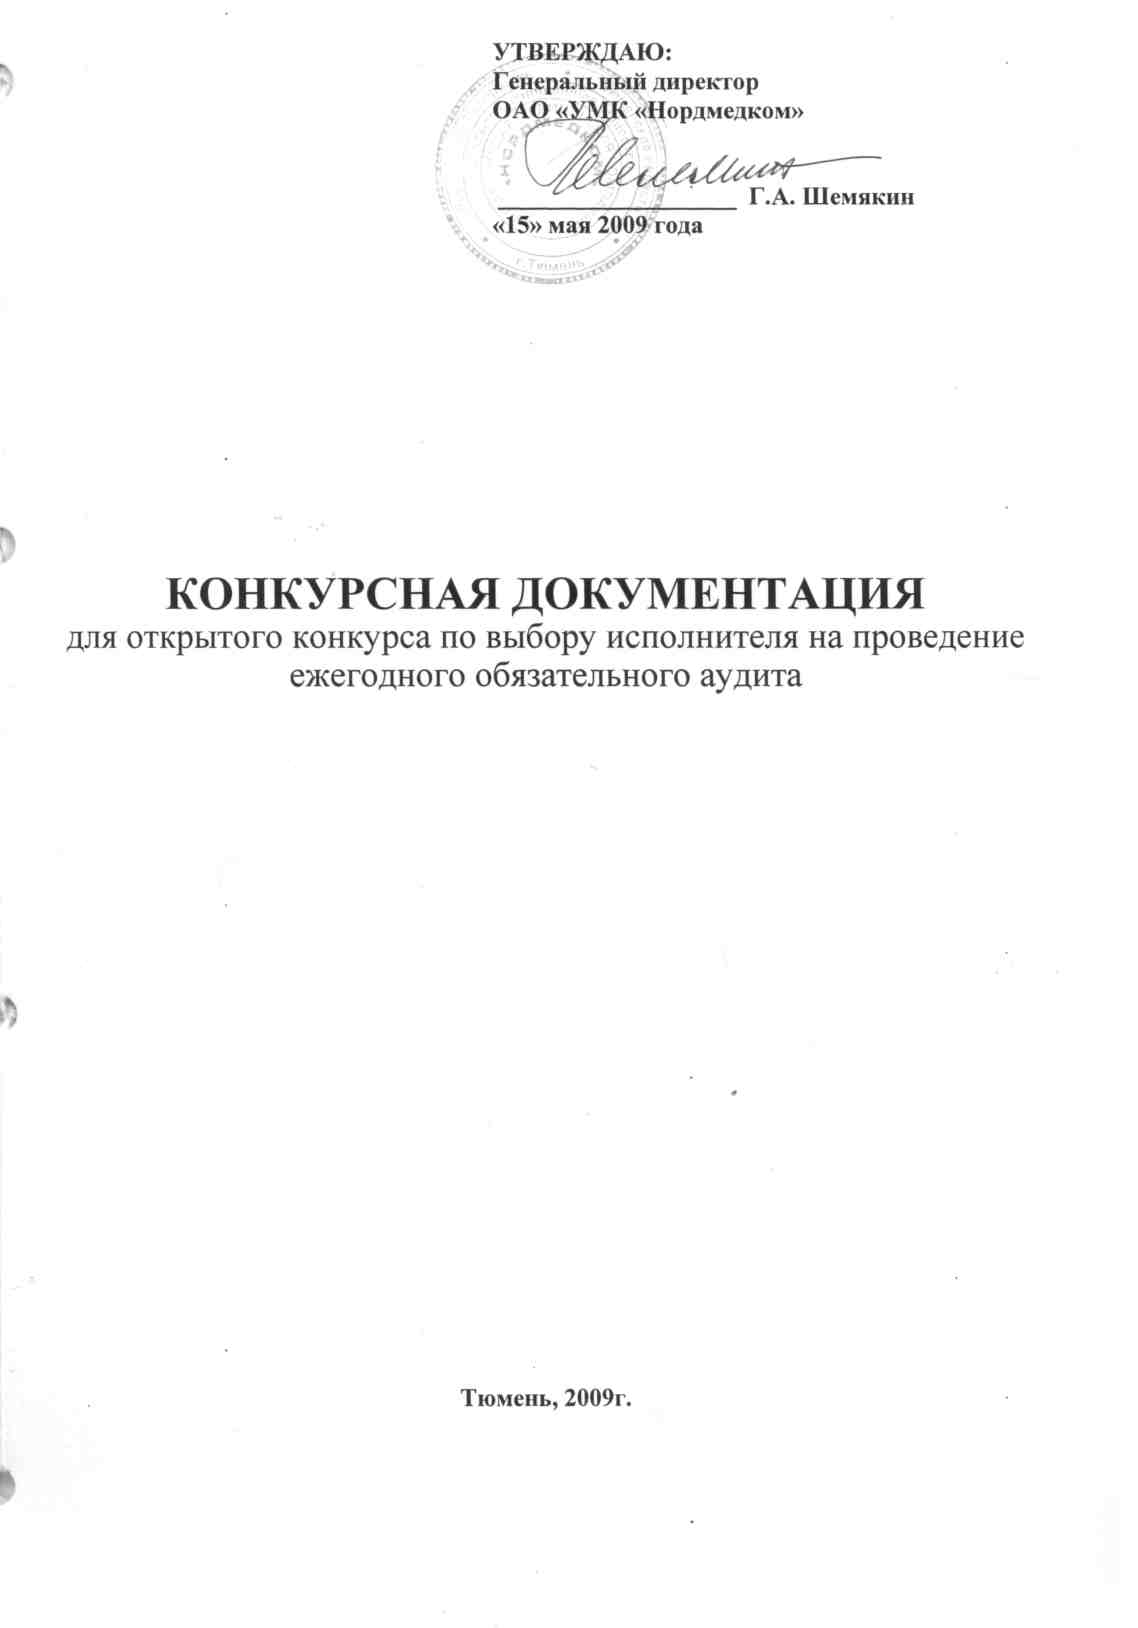 УТВЕРЖДАЮ:
Генеральный директор
ОАО «УМК «Нордмедком»
Г.А. Шемякин
«15» мая 2009 года
г.Тюмень
КОНКУРСНАЯ ДОКУМЕНТАЦИЯ
для открытого конкурса по выбору исполнителя на проведение
ежегодного обязательного аудита
Тюмень, 2009г.